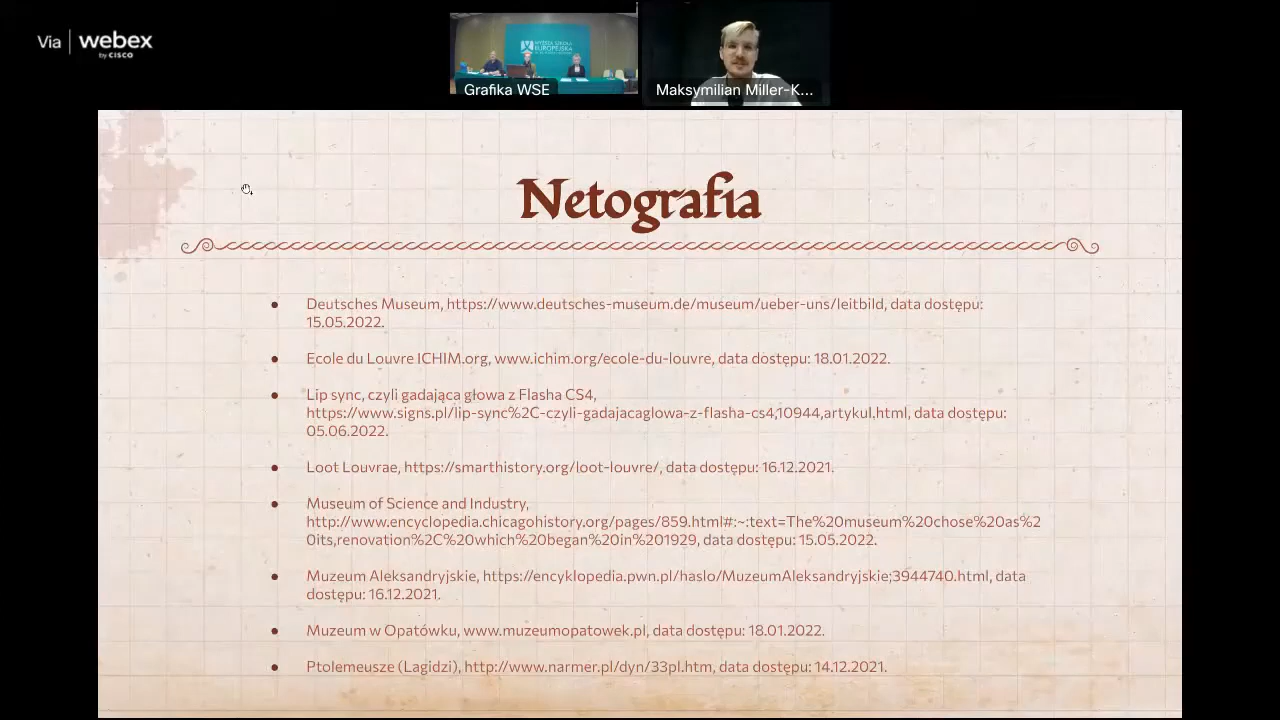 Via webex
by CISCO
WYŻSZA SZKOŁA
EUROPEJSKA
Grafika WSE
Maksymilian Miller-K...
Netografia
● Deutsches Museum, https://www.deutsches-museum.de/museum/ueber-uns/leitbild, data dostępu:
15.05.2022.
● Ecole du Louvre ICHIM.org, www.ichim.org/ecole-du-louvre, data dostępu: 18.01.2022.
● Lip sync, czyli gadająca głowa z Flasha CS4,
https://www.signs.pl/lip-sync%2C-czyli-gadajacaglowa-z-flasha-cs4,10944,artykul.html, data dostępu:
05.06.2022.
● Loot Louvrae, https://smarthistory.org/loot-louvre/, data dostępu: 16.12.2021.
● Museum of Science and Industry,
http://www.encyclopedia.chicagohistory.org/pages/859.html#:~:text=The%20museum%20chose%20as%2
0its,renovation%2C%20which%20began%20in%201929, data dostępu: 15.05.2022.
● Muzeum Aleksandryjskie, https://encyklopedia.pwn.pl/haslo/MuzeumAleksandryjskie;3944740.html, data
dostępu: 16.12.2021.
● Muzeum w Opatówku, www.muzeumopatowek.pl, data dostępu: 18.01.2022.
● Ptolemeusze (Lagidzi), http://www.narmer.pl/dyn/33pl.htm, data dostępu: 14.12.2021.